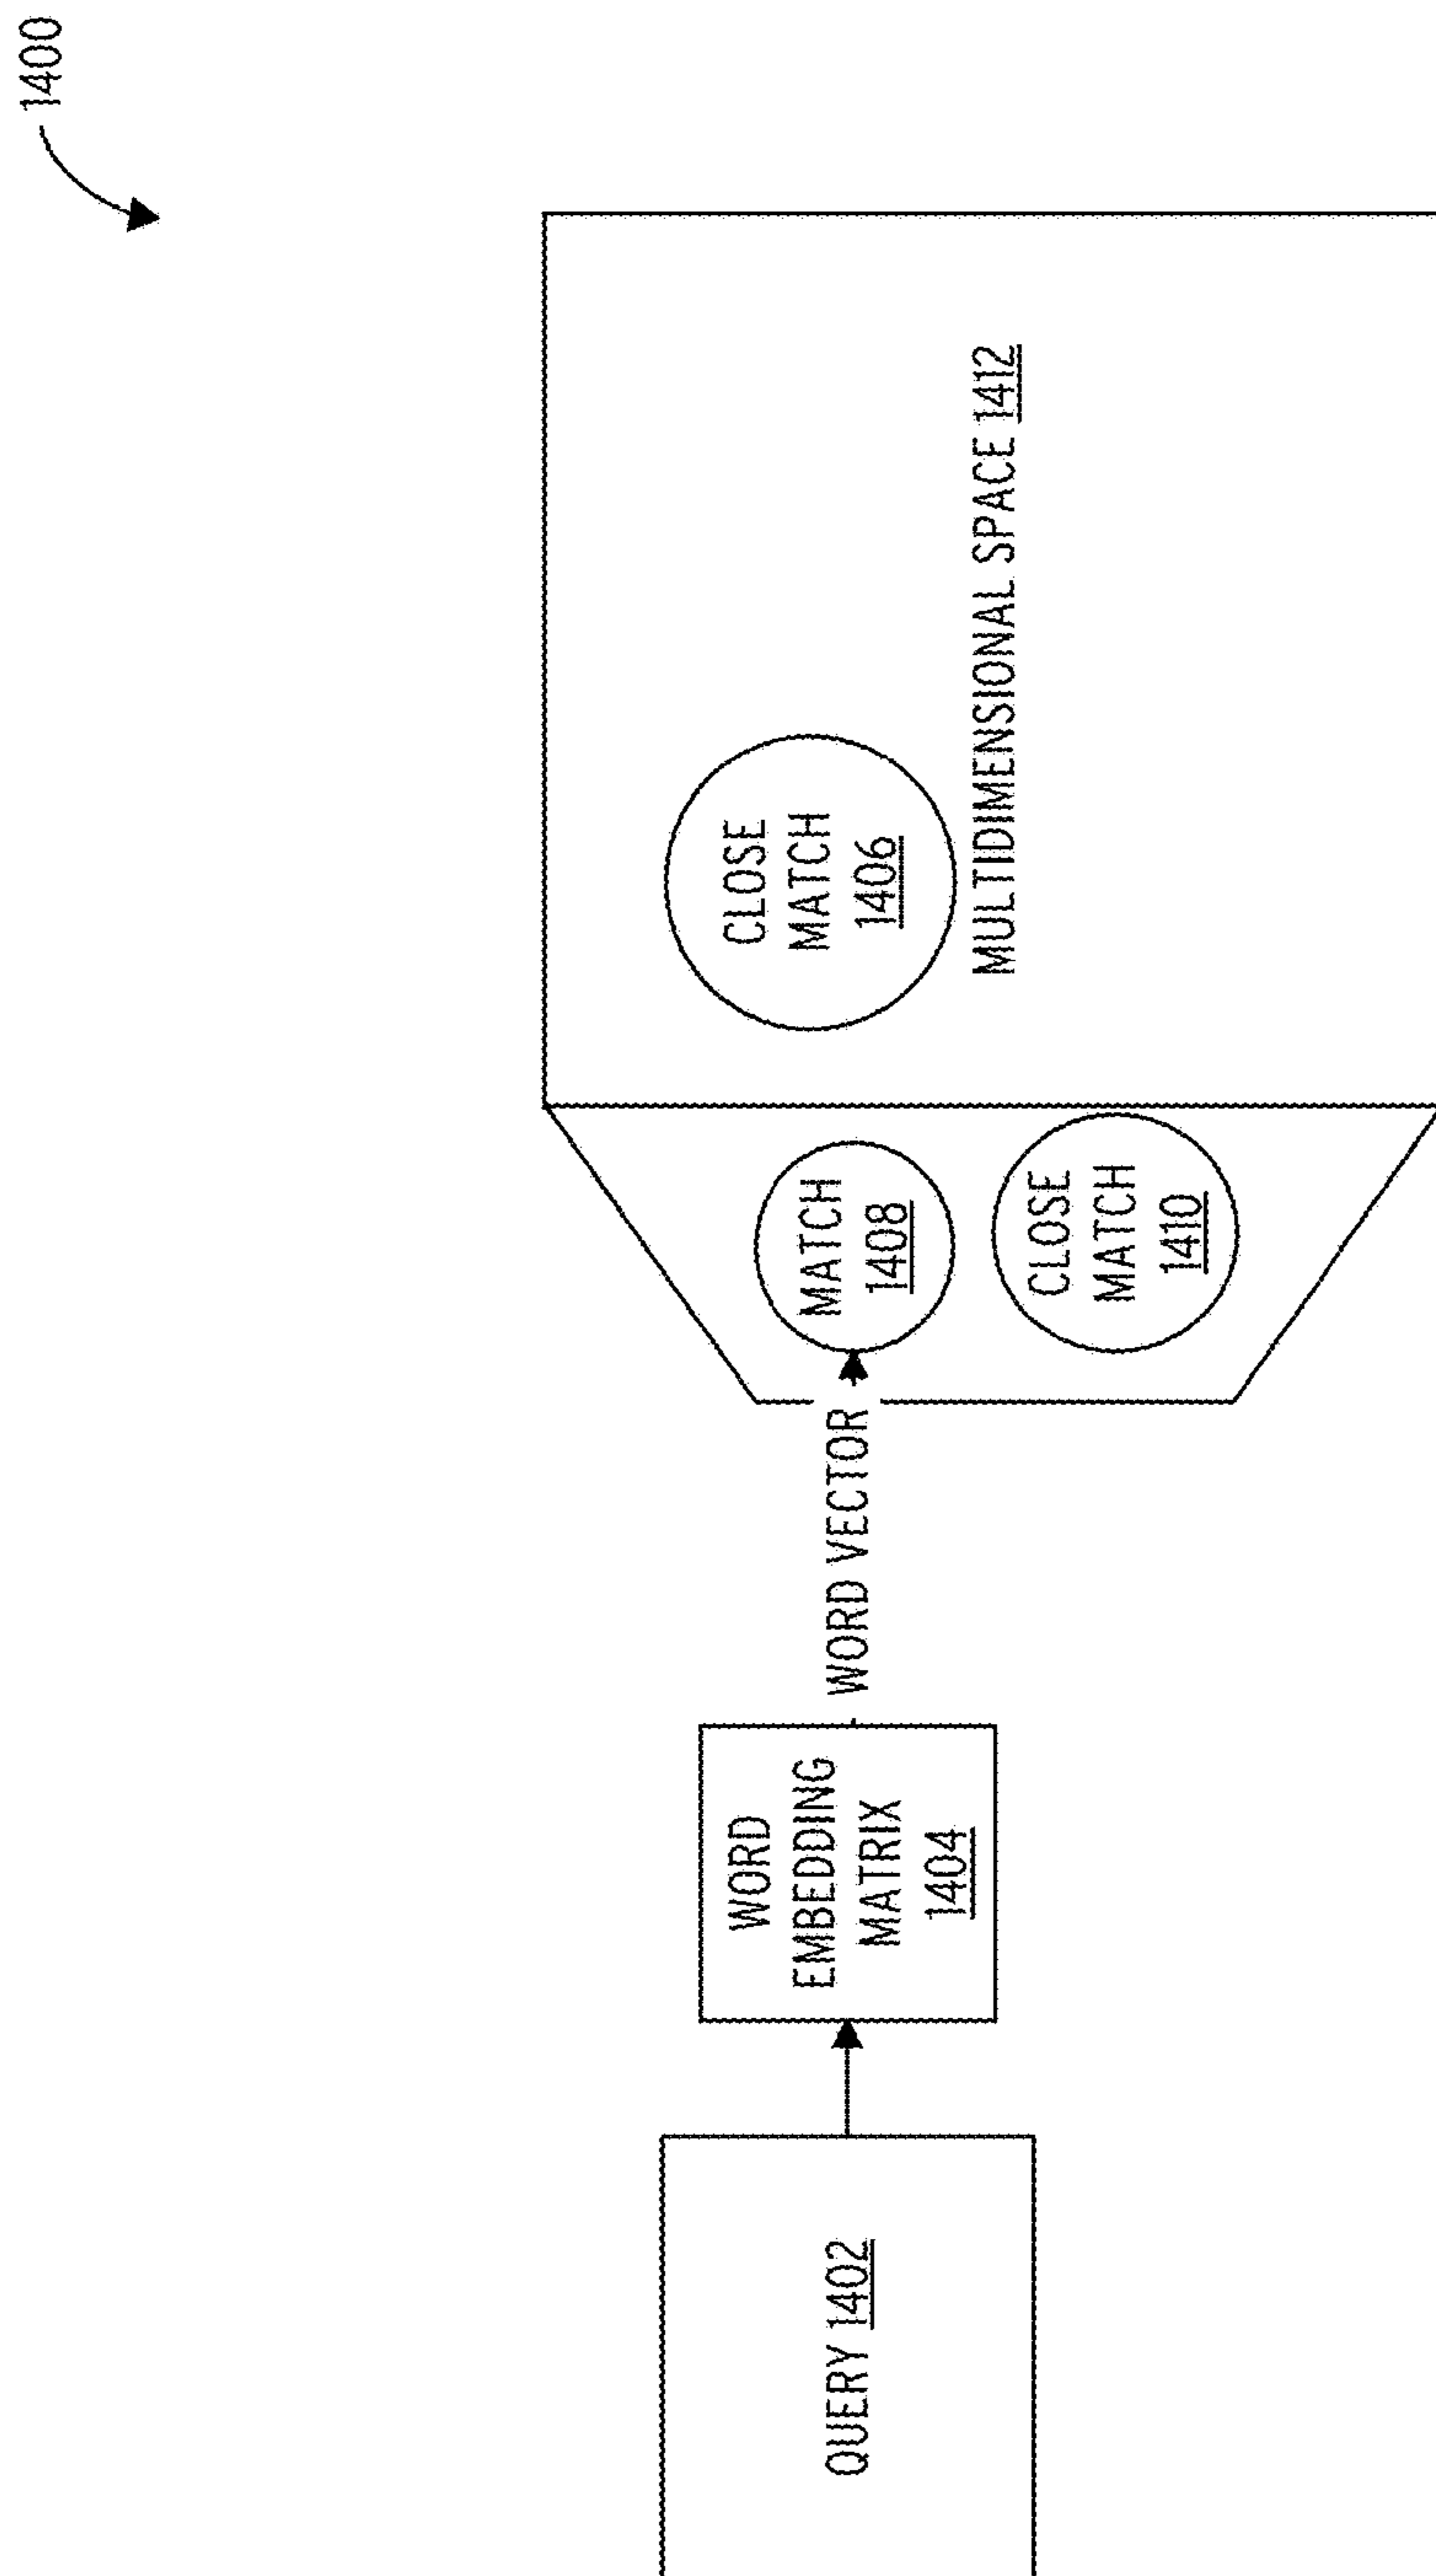 1400
QUERY 1402
WORD
EMBEDDING
MATRIX
1404
WORD VECTOR
MATCH
1408
CLOSE
MATCH
1410
CLOSE
MATCH
1406
MULTIDIMENSIONAL SPACE 1412